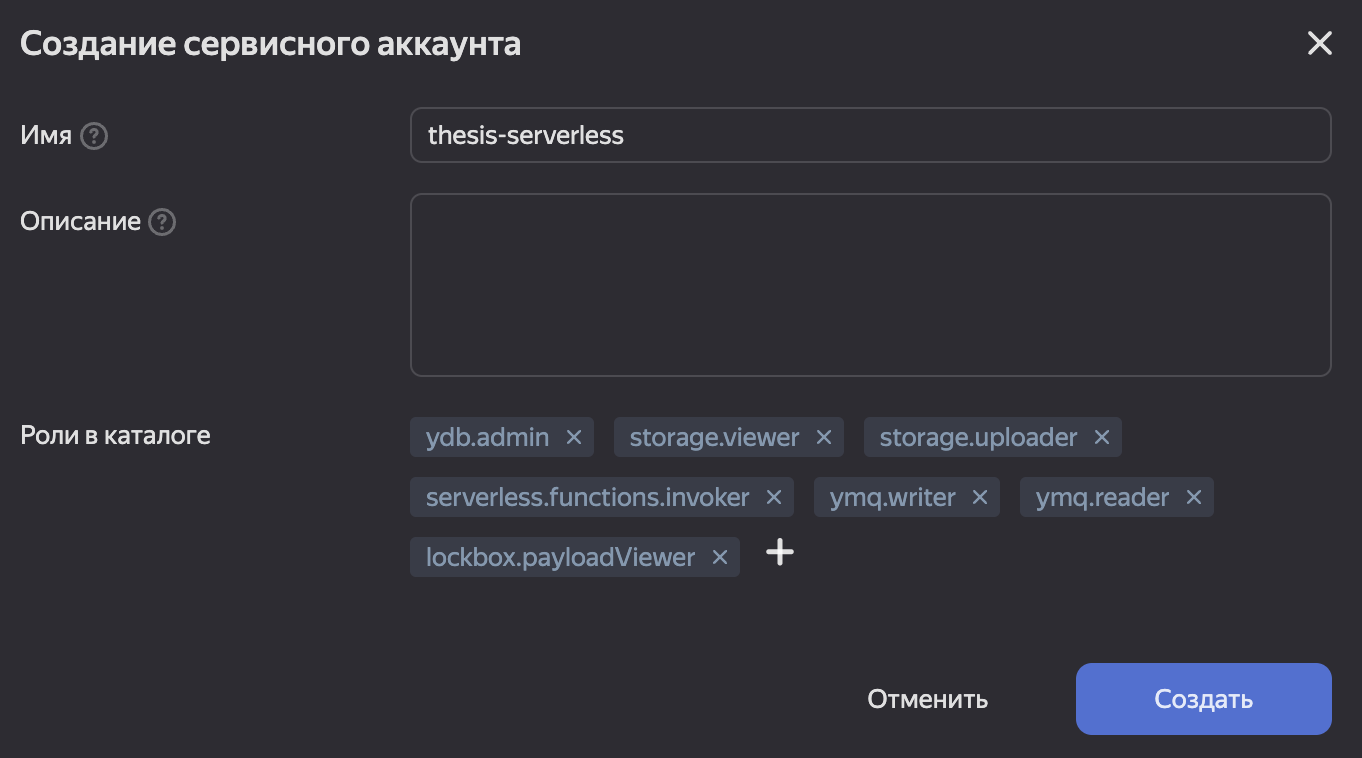 Создание сервисного аккаунта
Имя ?
thesis-serverless
Описание ?
Роли в каталоге
ydb.admin × storage.viewer × storage.uploader ×
serverless.functions.invoker × ymq.writer × ymq.reader ×
lockbox.payloadViewer × +
Отменить Создать